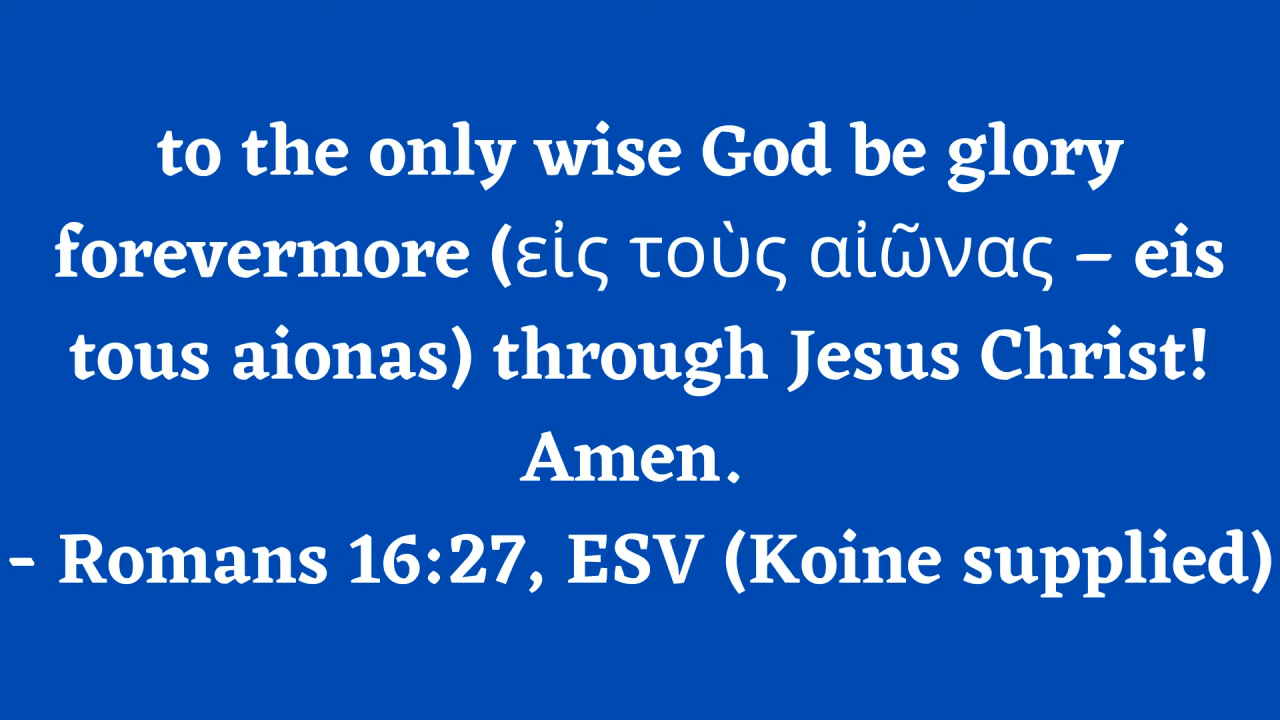 to the only wise God be glory
forevermore (εἰς τοὺς αἰῶνας – eis
tous aionas) through Jesus Christ!
Amen.
- Romans 16:27, ESV (Koine supplied)